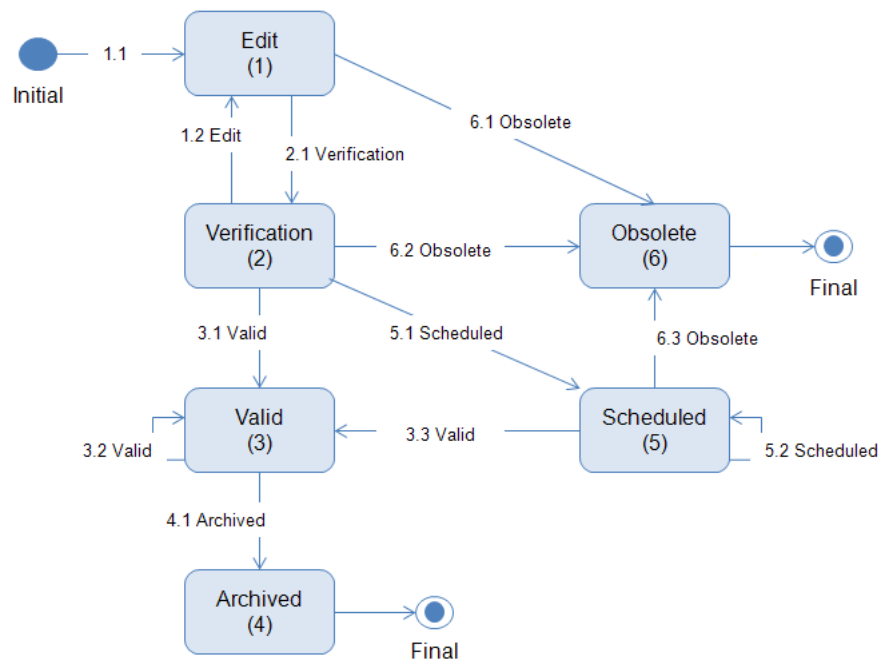 Edit
(1)
1.1
Initial
1.2 Edit
6.1 Obsolete
2.1 Verification
Verification
(2)
6.2 Obsolete
Obsolete
(6)
Final
3.1 Valid
5.1 Scheduled
6.3 Obsolete
Valid
(3)
3.3 Valid
Scheduled
(5)
3.2 Valid
5.2 Scheduled
4.1 Archived
Archived
(4)
Final